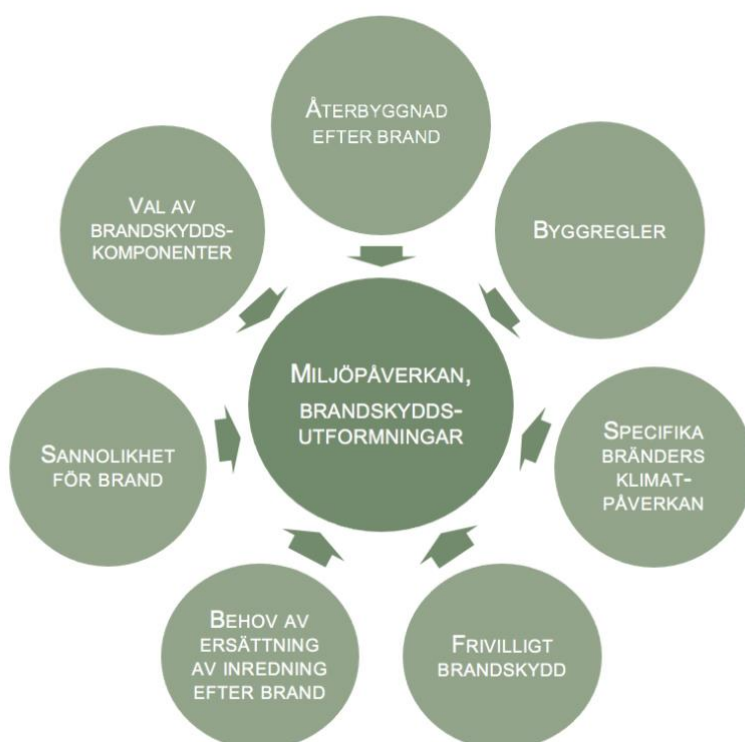 ÅTERBYGGNAD
EFTER BRAND
BYGGREGLER
SPECIFIKA
BRÄNDERS
KLIMAT-
PÅVERKAN
FRIVILLIGT
BRANDSKYDD
BEHOV AV
ERSÄTTNING
AV INREDNING
EFTER BRAND
SANNOLIKHET
FÖR BRAND
VAL AV
BRANDSKYDDS-
KOMPONENTER
MILJÖPÅVERKAN,
BRANDSKYDDS-
UTFORMNINGAR